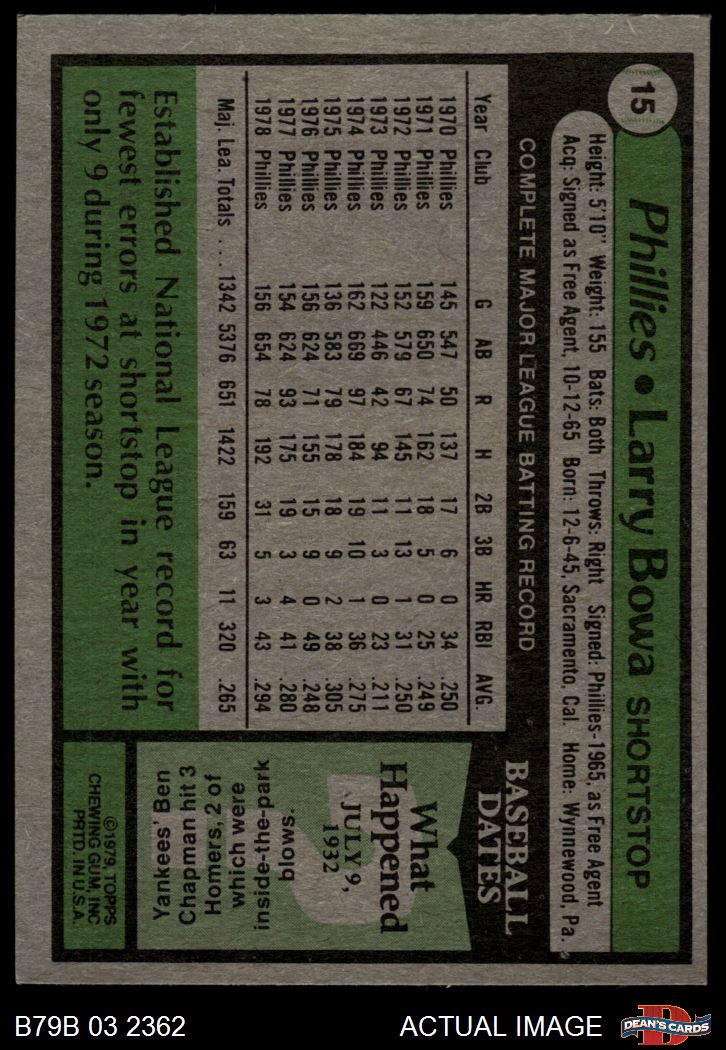 15
Phillies • Larry Bowa SHORTSTOP
Height: 5'10" Weight: 155 Bats: Both Throws: Right Signed: Phillies-1965, as Free Agent
Acq: Signed as Free Agent, 10-12-65 Born: 12-6-45, Sacramento, Cal. Home: Wynnewood, Pa.
COMPLETE MAJOR LEAGUE BATTING RECORD
Year Club G AB R H 2B 3B HR RBI AVG.
1970 Phillies 145 547 50 137 17 6 0 34 .250
1971 Phillies 159 650 74 162 18 5 0 25 .249
1972 Phillies 152 579 67 145 11 13 1 31 .250
1973 Phillies 122 446 42 94 11 3 0 23 .211
1974 Phillies 162 669 97 184 19 10 1 36 .275
1975 Phillies 136 583 79 178 18 9 2 38 .305
1976 Phillies 156 624 71 155 15 9 0 49 .248
1977 Phillies 154 624 93 175 19 3 4 41 .280
1978 Phillies 156 654 78 192 31 5 3 43 .294
Maj. Lea. Totals . . . 1342 5376 651 1422 159 63 11 320 .265
Established National League record for
fewest errors at shortstop in year with
only 9 during 1972 season.
BASEBALL
DATES
What
Happened
JULY 9,
1932
Yankees' Ben
Chapman hit 3
Homers, 2 of
which were
inside-the-park
blows.
©1979, TOPPS
CHEWING GUM, INC
PRTD. IN U.S.A.
B79B 03 2362
ACTUAL IMAGE
D
DEAN'S CARDS